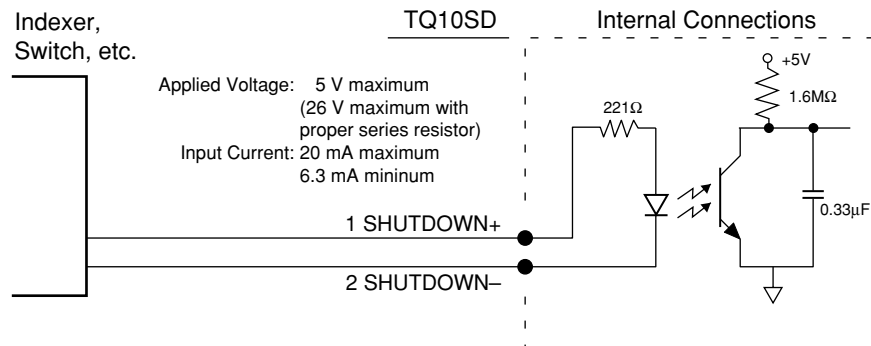 Indexer,
Switch, etc.
TQ10SD
Internal Connections
Applied Voltage: 5 V maximum
(26 V maximum with
proper series resistor)
Input Current: 20 mA maximum
6.3 mA mininum
+5V
1.6MΩ
221Ω
0.33µF
1 SHUTDOWN+
2 SHUTDOWN–